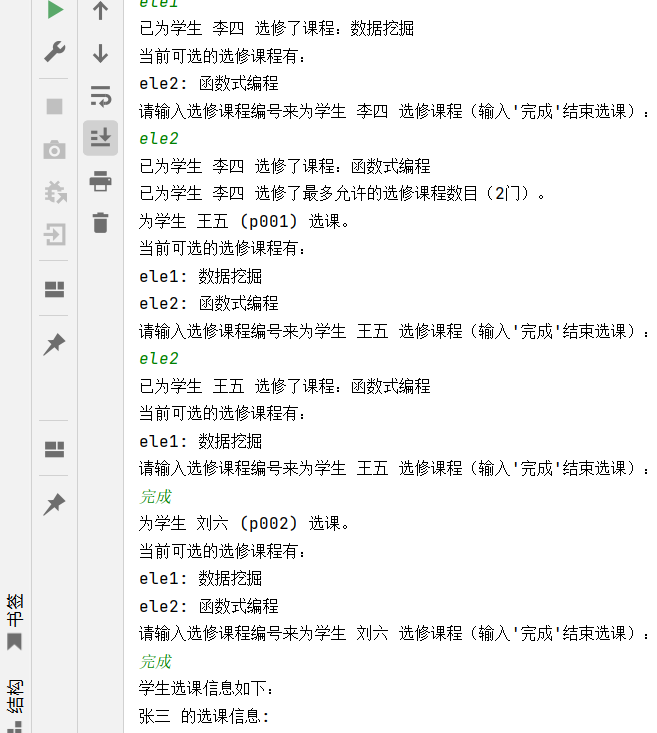 ele1
已为学生 李四 选修了课程：数据挖掘
当前可选的选修课程有：
ele2: 函数式编程
请输入选修课程编号来为学生 李四 选修课程（输入'完成'结束选课）：
ele2
已为学生 李四 选修了课程：函数式编程
已为学生 李四 选修了最多允许的选修课程数目（2门）。
为学生 王五 (p001) 选课。
当前可选的选修课程有：
ele1: 数据挖掘
ele2: 函数式编程
请输入选修课程编号来为学生 王五 选修课程（输入'完成'结束选课）：
ele2
已为学生 王五 选修了课程：函数式编程
当前可选的选修课程有：
ele1: 数据挖掘
请输入选修课程编号来为学生 王五 选修课程（输入'完成'结束选课）：
完成
为学生 刘六 (p002) 选课。
当前可选的选修课程有：
ele1: 数据挖掘
ele2: 函数式编程
请输入选修课程编号来为学生 刘六 选修课程（输入'完成'结束选课）：
完成
学生选课信息如下：
张三 的选课信息：
书签
结构